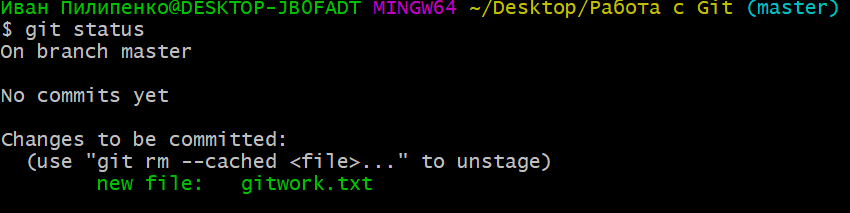 Иван Пилипенко@DESKTOP-JBOFADT MINGW64 ~/Desktop/Работа с Git (master)
$ git status
On branch master
No commits yet
Changes to be committed:
(use "git rm --cached <file>..." to unstage)
new file: gitwork.txt